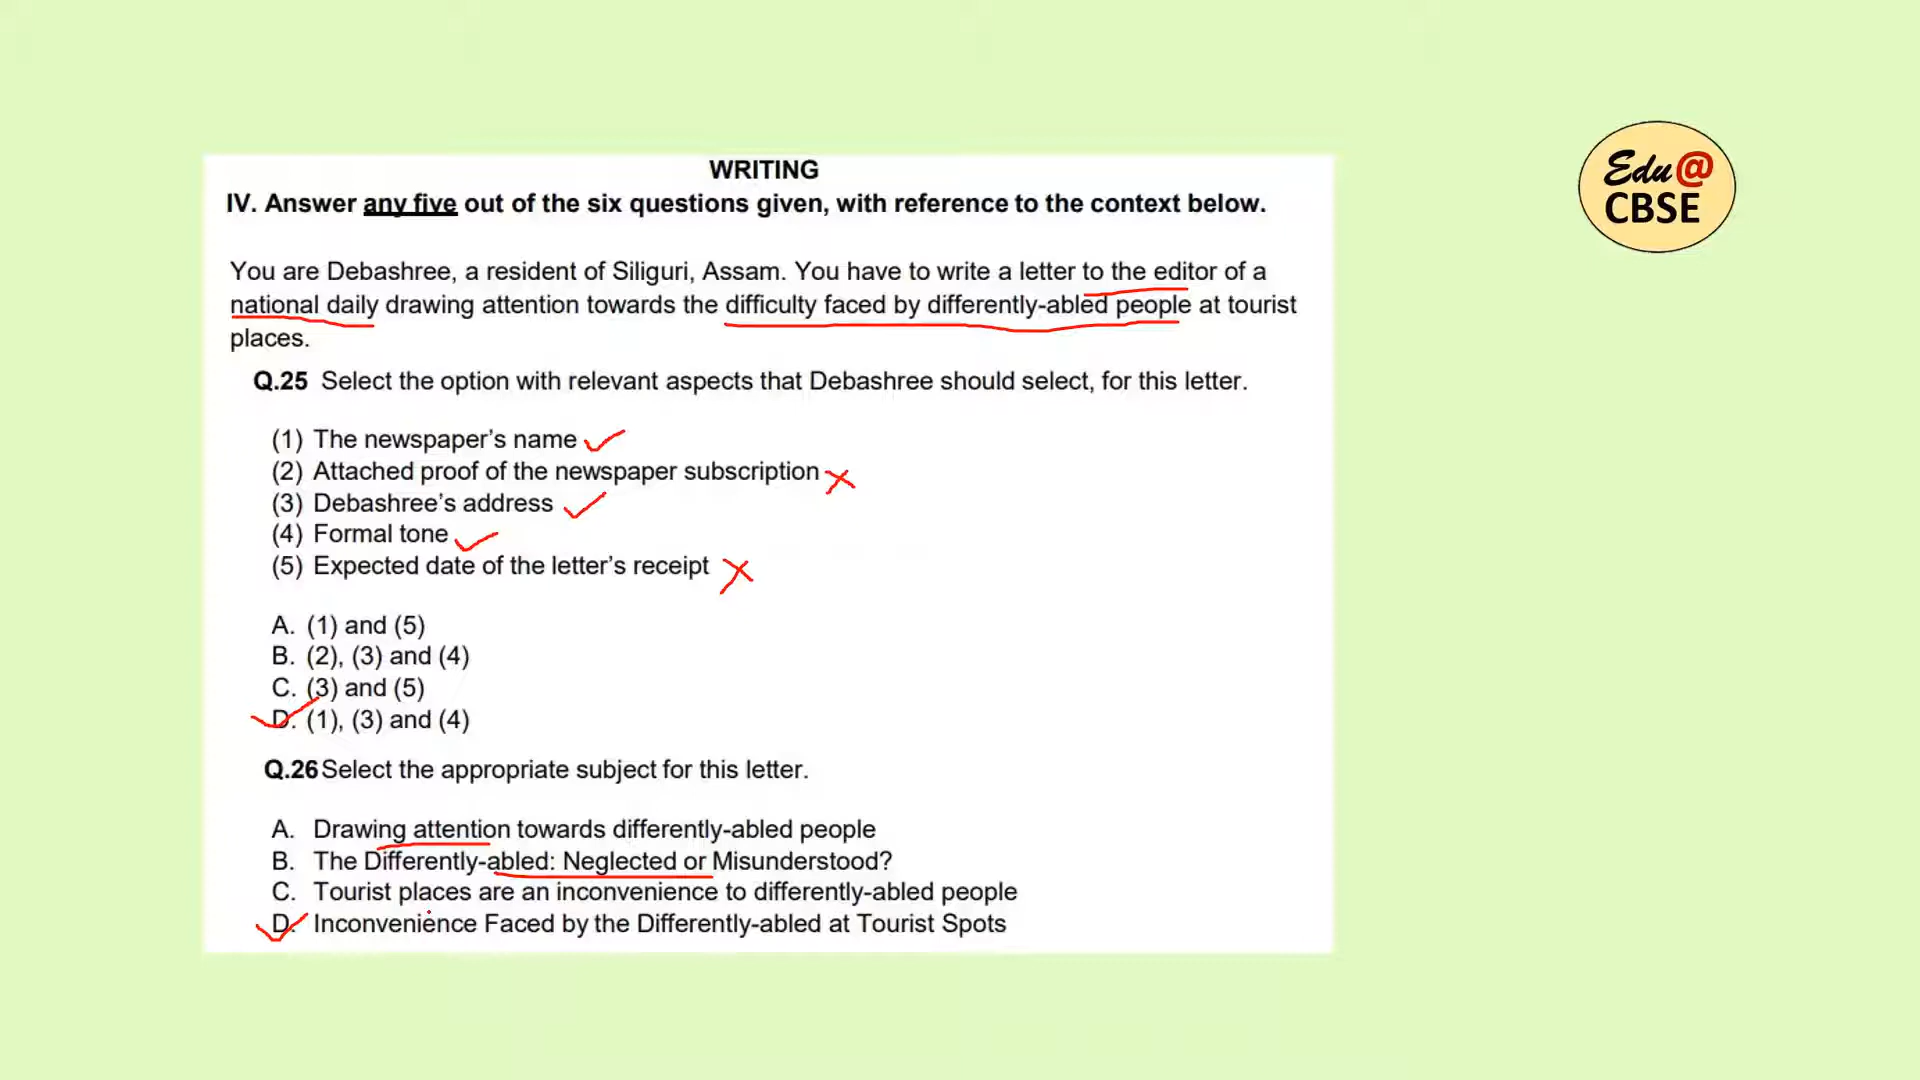 WRITING
IV. Answer any five out of the six questions given, with reference to the context below.
You are Debashree, a resident of Siliguri, Assam. You have to write a letter to the editor of a
national daily drawing attention towards the difficulty faced by differently-abled people at tourist
places.
Q.25 Select the option with relevant aspects that Debashree should select, for this letter.
(1) The newspaper's name
(2) Attached proof of the newspaper subscription
(3) Debashree's address
(4) Formal tone
(5) Expected date of the letter's receipt
A. (1) and (5)
B. (2), (3) and (4)
C. (3) and (5)
D. (1), (3) and (4)
Q.26 Select the appropriate subject for this letter.
A. Drawing attention towards differently-abled people
B. The Differently-abled: Neglected or Misunderstood?
C. Tourist places are an inconvenience to differently-abled people
D. Inconvenience Faced by the Differently-abled at Tourist Spots
Edu@
CBSE